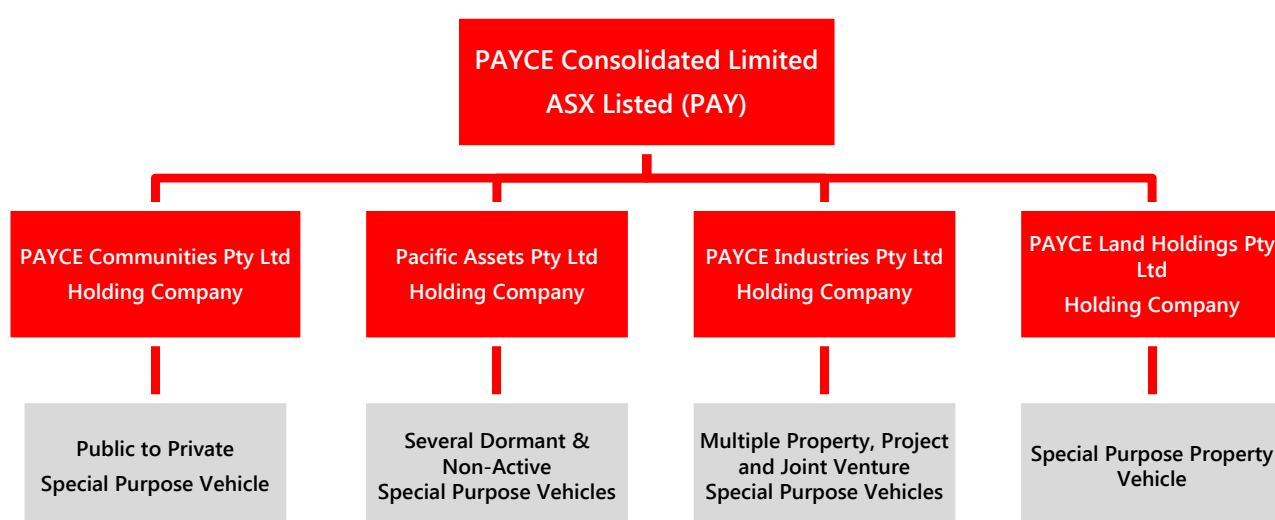 PAYCE Consolidated Limited
ASX Listed (PAY)
PAYCE Communities Pty Ltd
Holding Company
Pacific Assets Pty Ltd
Holding Company
PAYCE Industries Pty Ltd
Holding Company
PAYCE Land Holdings Pty
Ltd
Holding Company
Public to Private
Special Purpose Vehicle
Several Dormant &
Non-Active
Special Purpose Vehicles
Multiple Property, Project
and Joint Venture
Special Purpose Vehicles
Special Purpose Property
Vehicle